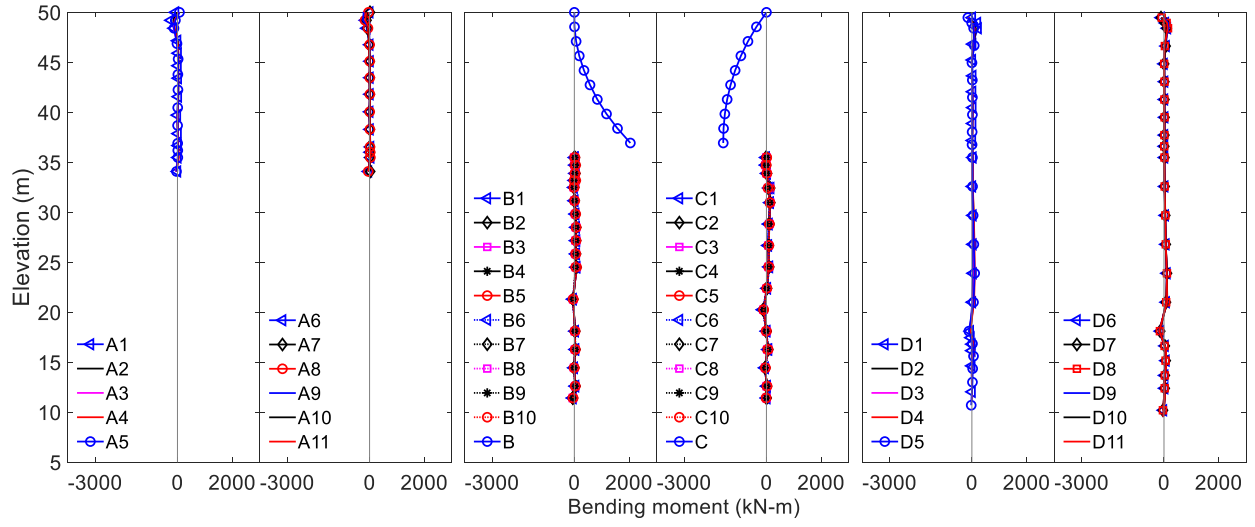 50
45
40
35
30
25
20
15
10
5
Elevation (m)
A1
A2
A3
A4
A5
A6
A7
A8
A9
A10
A11
B1
B2
B3
B4
B5
B6
B7
B8
B9
B10
B
C1
C2
C3
C4
C5
C6
C7
C8
C9
C10
C
D1
D2
D3
D4
D5
D6
D7
D8
D9
D10
D11
-3000 0 2000 -3000 0 2000 -3000 0 2000 -3000 0 2000 -3000 0 2000 -3000 0 2000
Bending moment (kN-m)